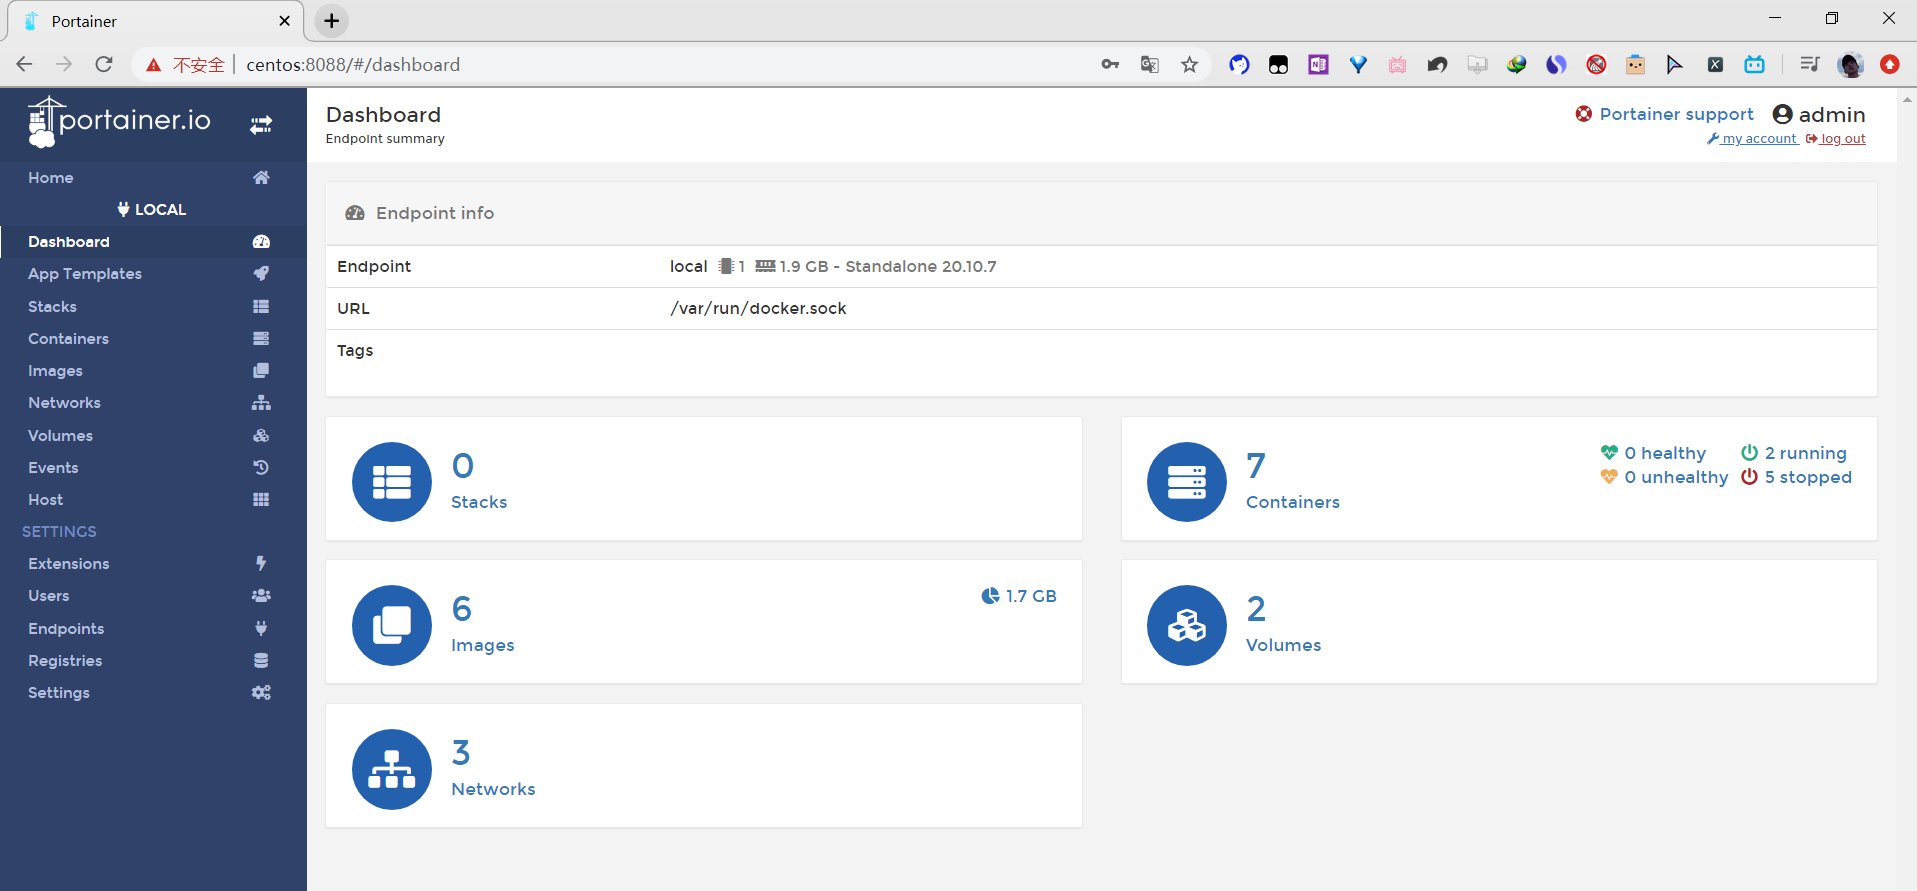 Portainer
不安全 centos:8088/#/dashboard
portainer.io
Home
LOCAL
Dashboard
App Templates
Stacks
Containers
Images
Networks
Volumes
Events
Host
SETTINGS
Extensions
Users
Endpoints
Registries
Settings
Dashboard
Endpoint summary
Portainer support admin
my account log out
Endpoint info
Endpoint local 1 1.9 GB - Standalone 20.10.7
URL /var/run/docker.sock
Tags
0
Stacks
7
Containers
0 healthy 2 running
0 unhealthy 5 stopped
6
Images
1.7 GB
2
Volumes
3
Networks